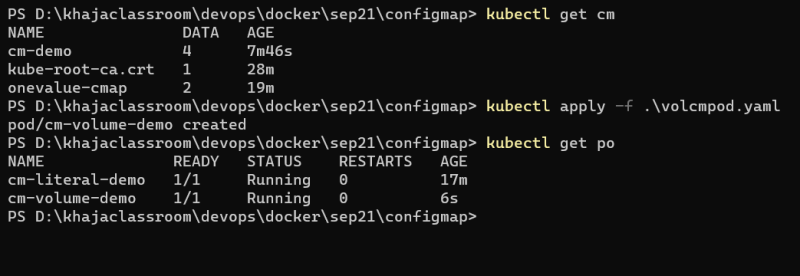 PS D:\khajaclassroom\devops\docker\sep21\configmap> kubectl get cm
NAME               DATA   AGE
cm-demo            4      7m46s
kube-root-ca.crt   1      28m
onevalue-cmap      2      19m
PS D:\khajaclassroom\devops\docker\sep21\configmap> kubectl apply -f .\volcmpod.yaml
pod/cm-volume-demo created
PS D:\khajaclassroom\devops\docker\sep21\configmap> kubectl get po
NAME              READY   STATUS    RESTARTS   AGE
cm-literal-demo   1/1     Running   0          17m
cm-volume-demo    1/1     Running   0          6s
PS D:\khajaclassroom\devops\docker\sep21\configmap>